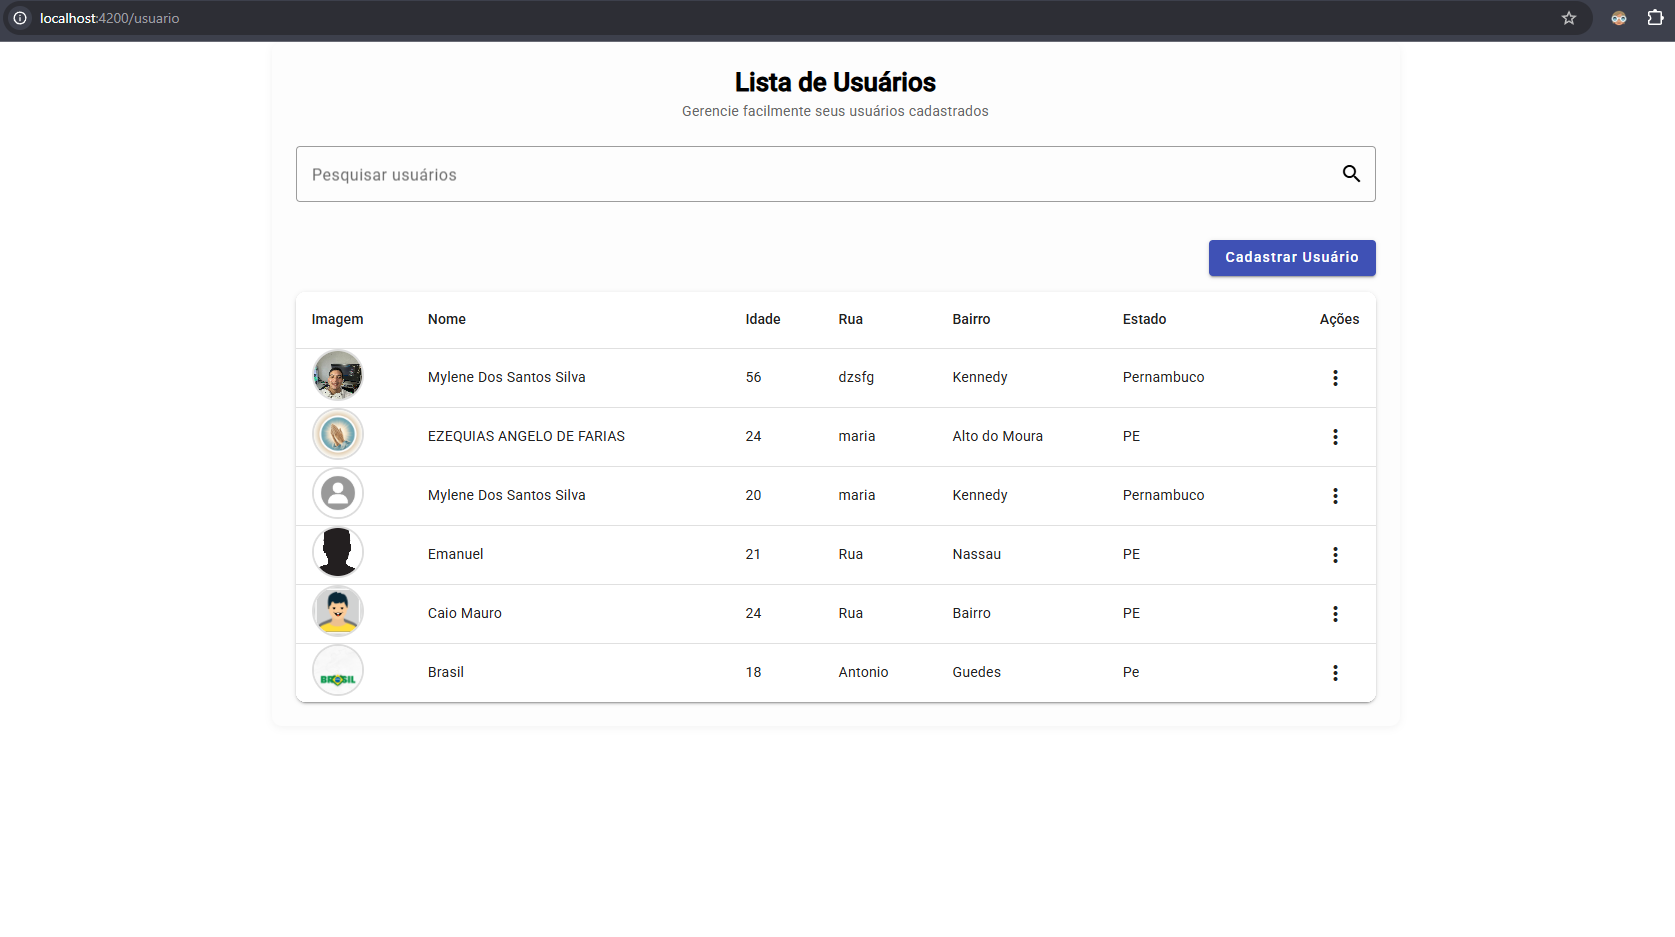 localhost:4200/usuario
Lista de Usuários
Gerencie facilmente seus usuários cadastrados
Pesquisar usuários
Cadastrar Usuário
Imagem Nome Idade Rua Bairro Estado Ações
Mylene Dos Santos Silva 56 dzsfg Kennedy Pernambuco
EZEQUIAS ANGELO DE FARIAS 24 maria Alto do Moura PE
Mylene Dos Santos Silva 20 maria Kennedy Pernambuco
Emanuel 21 Rua Nassau PE
Caio Mauro 24 Rua Bairro PE
BRASIL Brasil 18 Antonio Guedes Pe